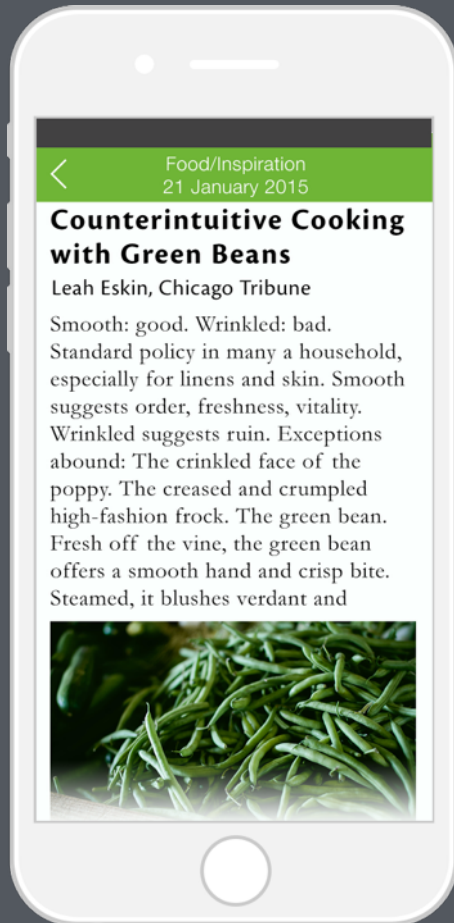 Food/Inspiration
21 January 2015
Counterintuitive Cooking
with Green Beans
Leah Eskin, Chicago Tribune
Smooth: good. Wrinkled: bad.
Standard policy in many a household,
especially for linens and skin. Smooth
suggests order, freshness, vitality.
Wrinkled suggests ruin. Exceptions
abound: The crinkled face of the
poppy. The creased and crumpled
high-fashion frock. The green bean.
Fresh off the vine, the green bean
offers a smooth hand and crisp bite.
Steamed, it blushes verdant and